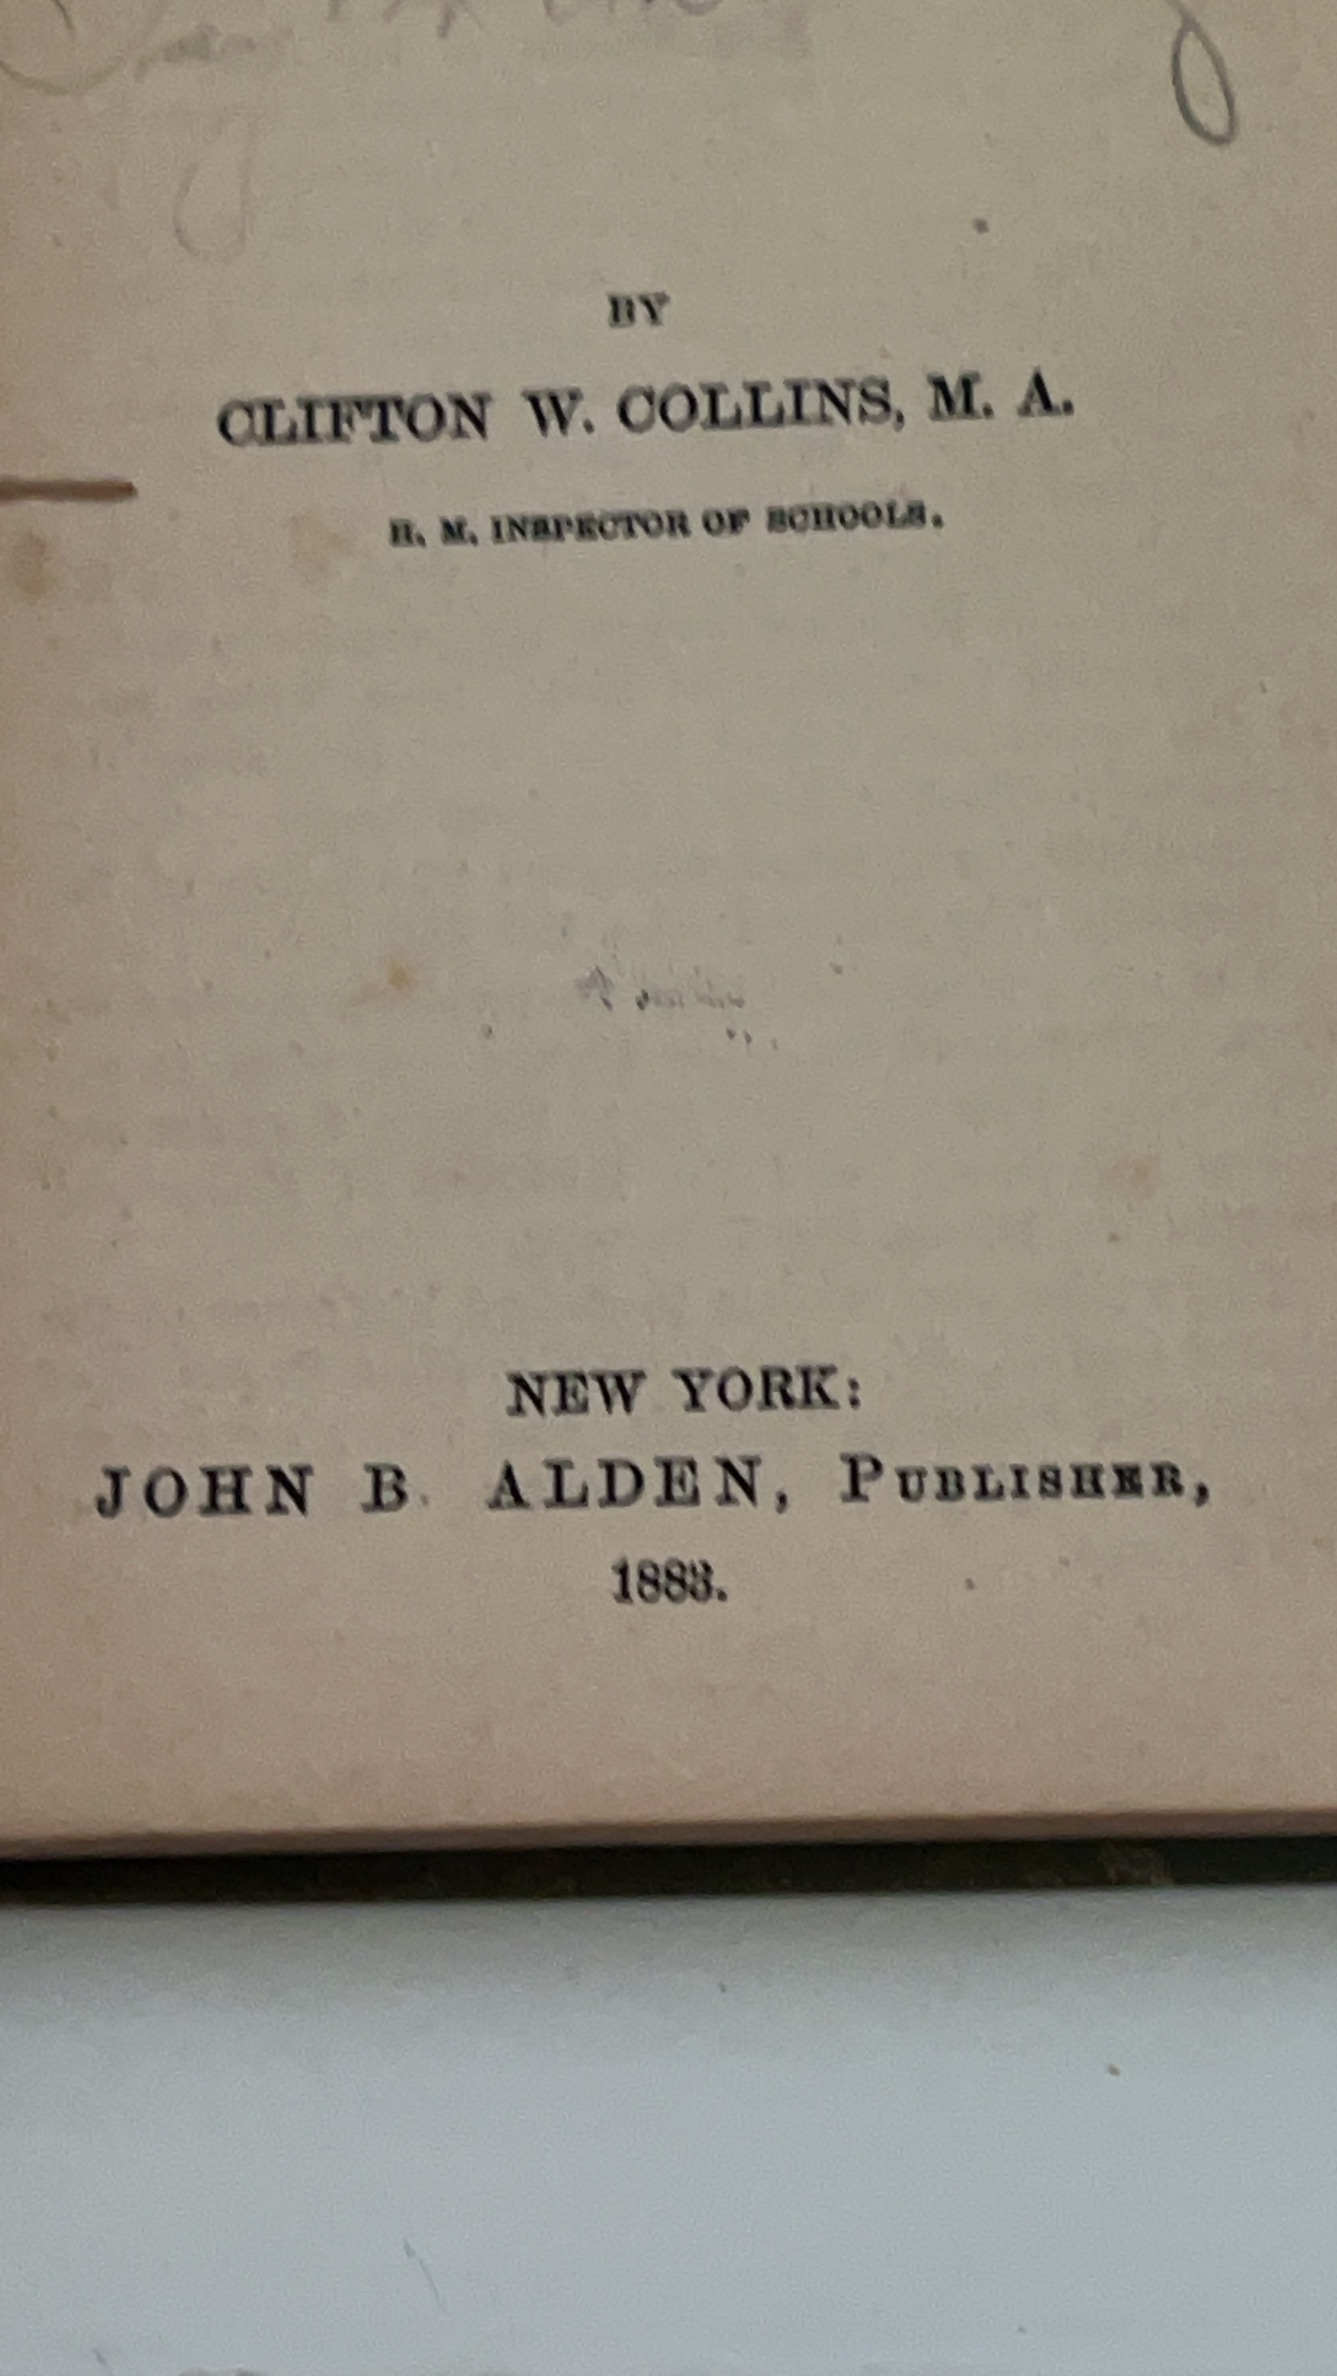 BY
CLIFTON W. COLLINS, M. A.
H. M. INSPECTOR OF SCHOOLS.
NEW YORK:
JOHN B. ALDEN, PUBLISHER,
1883.